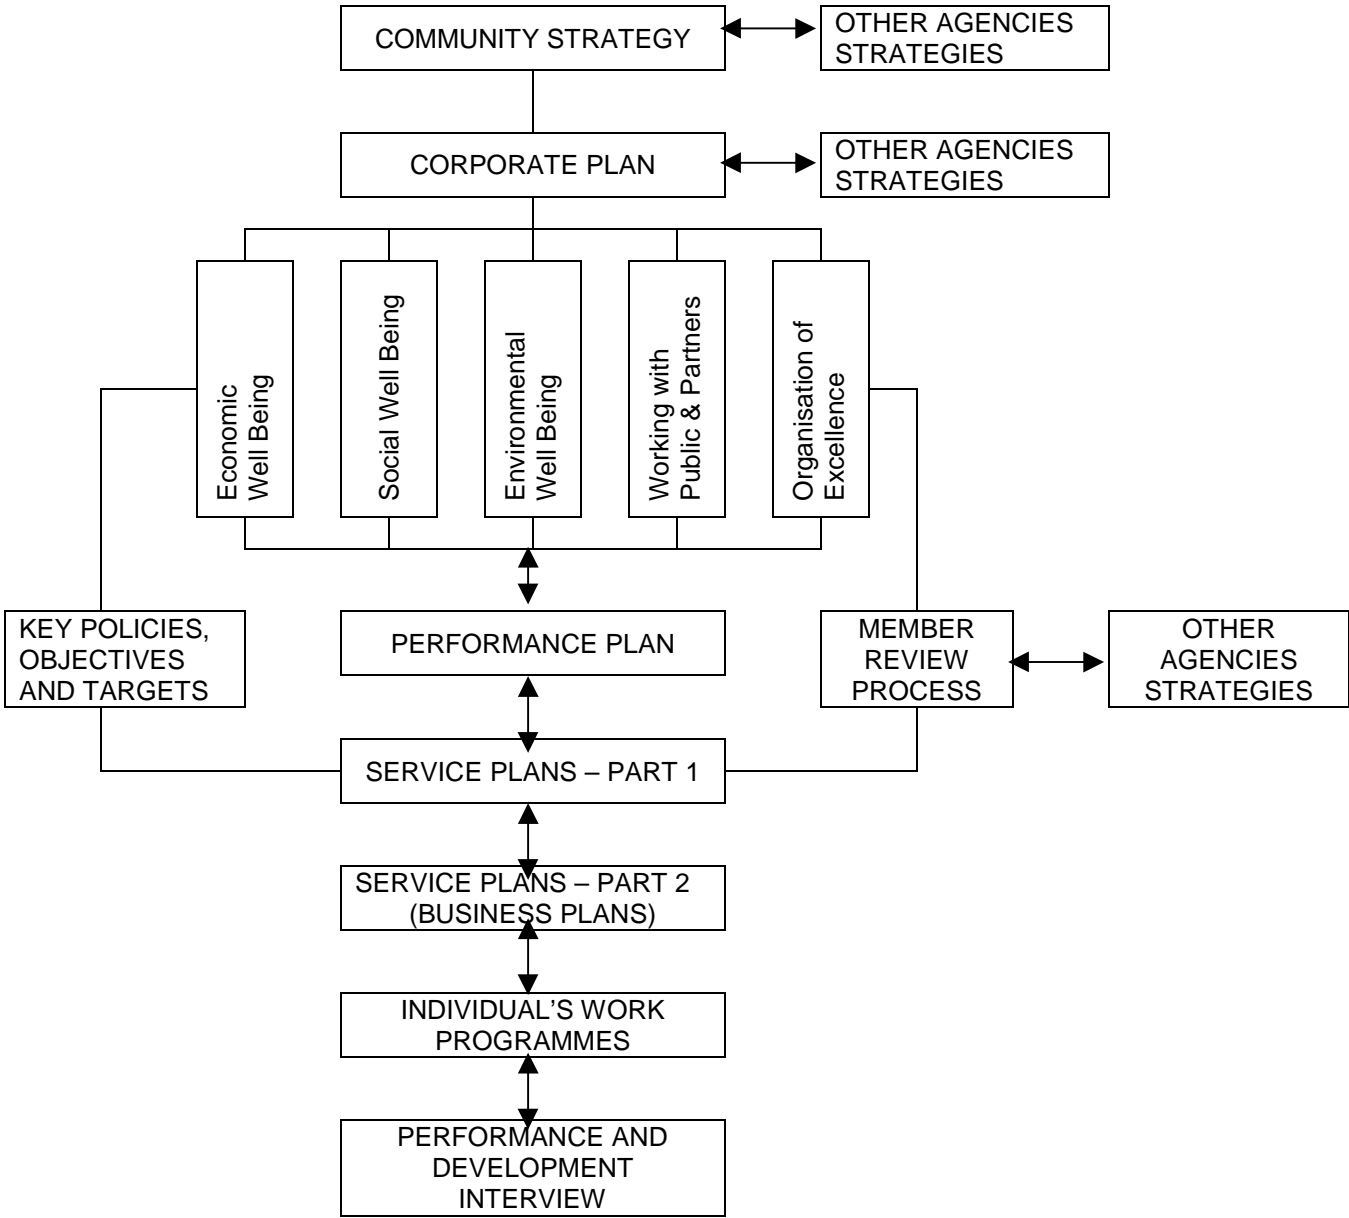 COMMUNITY STRATEGY
OTHER AGENCIES
STRATEGIES
CORPORATE PLAN
OTHER AGENCIES
STRATEGIES
Economic
Well Being
Social Well Being
Environmental
Well Being
Working with
Public & Partners
Organisation of
Excellence
KEY POLICIES,
OBJECTIVES
AND TARGETS
PERFORMANCE PLAN
MEMBER
REVIEW
PROCESS
OTHER
AGENCIES
STRATEGIES
SERVICE PLANS – PART 1
SERVICE PLANS – PART 2
(BUSINESS PLANS)
INDIVIDUAL’S WORK
PROGRAMMES
PERFORMANCE AND
DEVELOPMENT
INTERVIEW